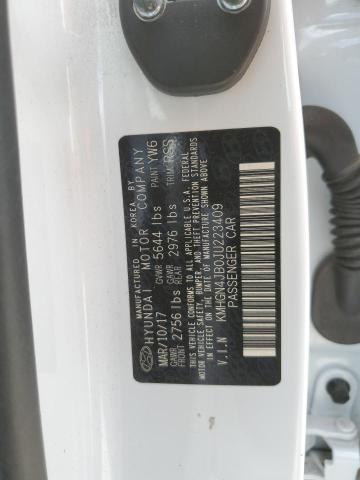 MANUFACTURED IN KOREA BY
HYUNDAI MOTOR COMPANY
MAR/10/17 GVWR 5644 lbs PAINT YW6
GAWR FRONT 2756 lbs GAWR REAR 2976 lbs TRIM RSS
THIS VEHICLE CONFORMS TO ALL APPLICABLE U.S.A. FEDERAL
MOTOR VEHICLE SAFETY, BUMPER, AND THEFT PREVENTION STANDARDS
IN EFFECT ON THE DATE OF MANUFACTURE SHOWN ABOVE.
V.I.N KMHGN4JB0JU223409
PASSENGER CAR